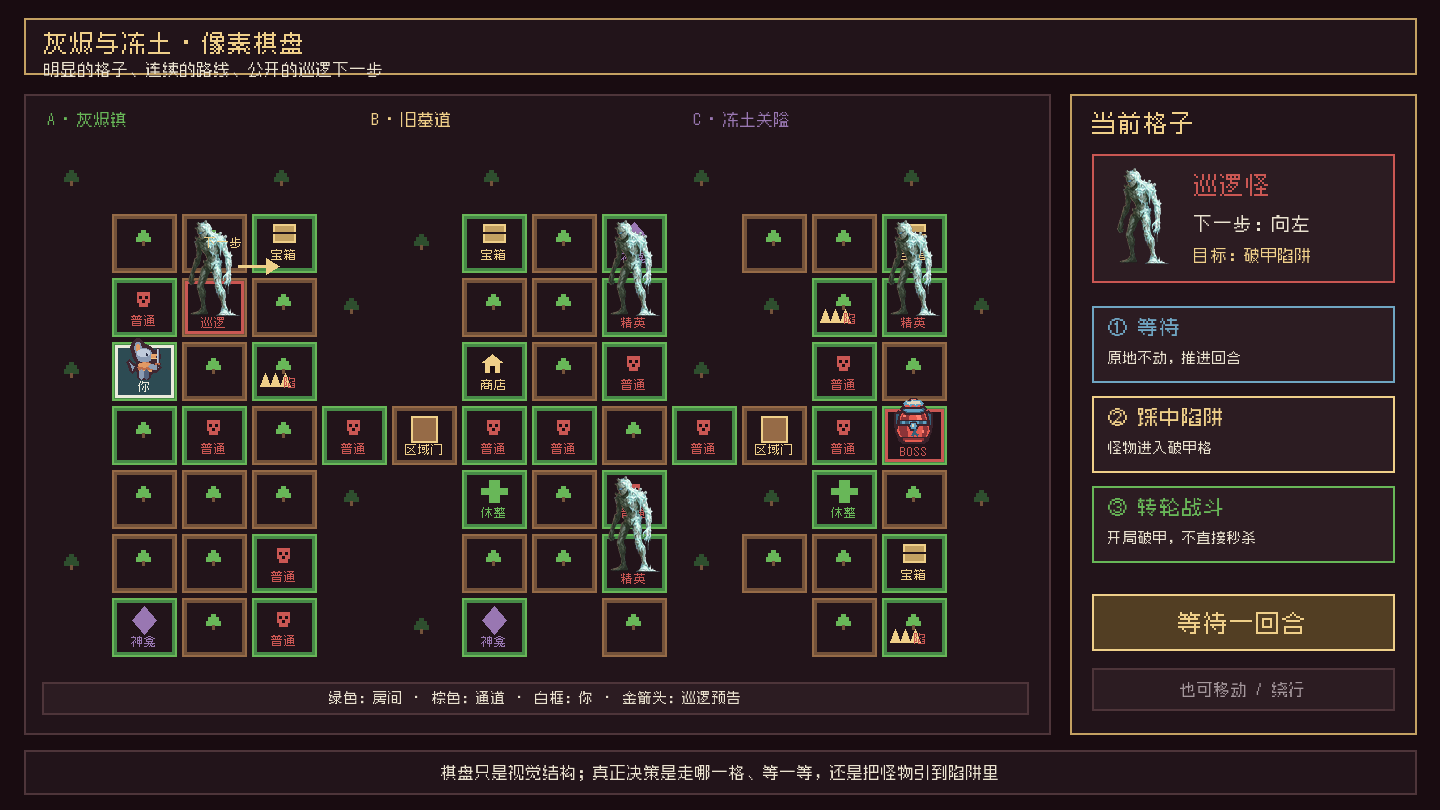 灰烬与冻土·像素棋盘
明显的格子、连续的路线、公开的巡逻下一步
A·灰烬镇
B·旧墓道
C·冻土关隘
步
宝箱
宝箱
普通
巡逻
精英
精英
你
商店
普通
普通
普通
普通
区域门
普通
普通
普通
区域门
普通
BOSS
休整
休整
普通
精英
宝箱
神龛
普通
神龛
绿色: 房间 · 棕色: 通道 · 白框: 你 · 金箭头: 巡逻预告
当前格子
巡逻怪
下一步: 向左
目标: 破甲陷阱
① 等待
原地不动, 推进回合
② 踩中陷阱
怪物进入破甲格
③ 转轮战斗
开局破甲, 不直接秒杀
等待一回合
也可移动 / 绕行
棋盘只是视觉结构; 真正决策是走哪一格、等一等, 还是把怪物引到陷阱里